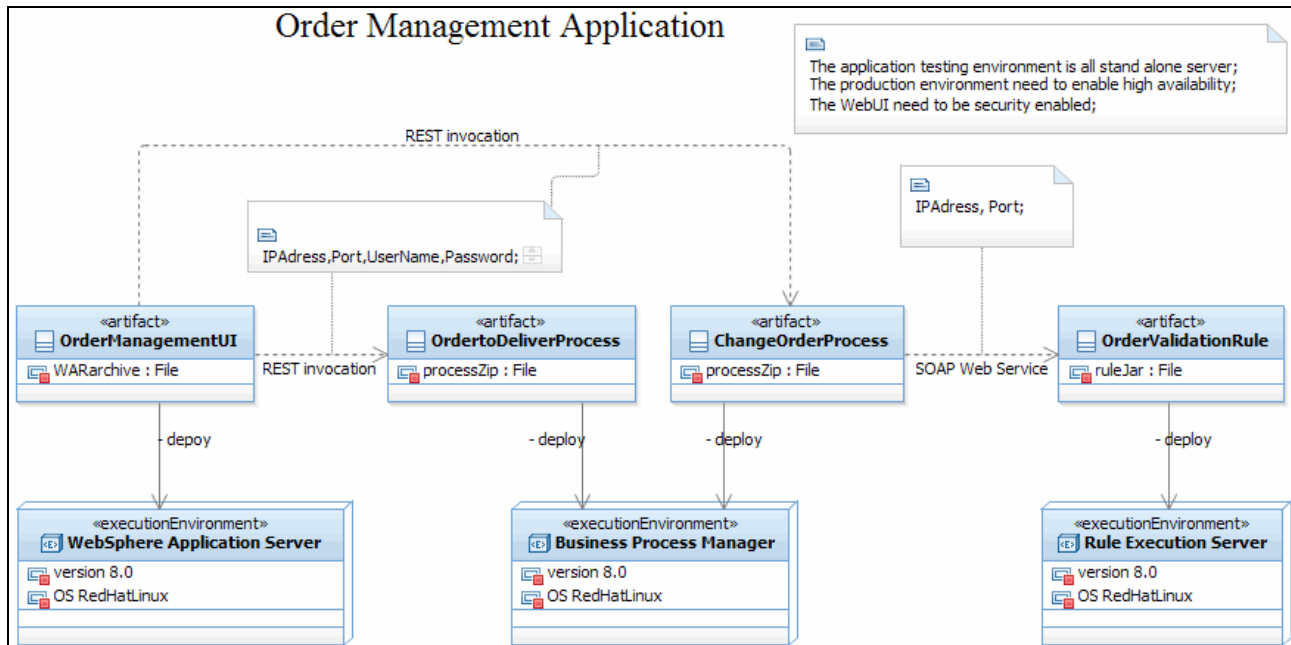 Order Management Application
The application testing environment is all stand alone server;
The production environment need to enable high availability;
The WebUI need to be security enabled;
REST invocation
IPAdress, Port;
IPAdress,Port,UserName,Password;
«artifact»
OrderManagementUI
WARarchive : File
REST invocation
«artifact»
OrdertoDeliverProcess
processZip : File
«artifact»
ChangeOrderProcess
processZip : File
SOAP Web Service
«artifact»
OrderValidationRule
ruleJar : File
- depoy
- deploy
- deploy
- deploy
«executionEnvironment»
«E» WebSphere Application Server
version 8.0
OS RedHatLinux
«executionEnvironment»
«E» Business Process Manager
version 8.0
OS RedHatLinux
«executionEnvironment»
«E» Rule Execution Server
version 8.0
OS RedHatLinux